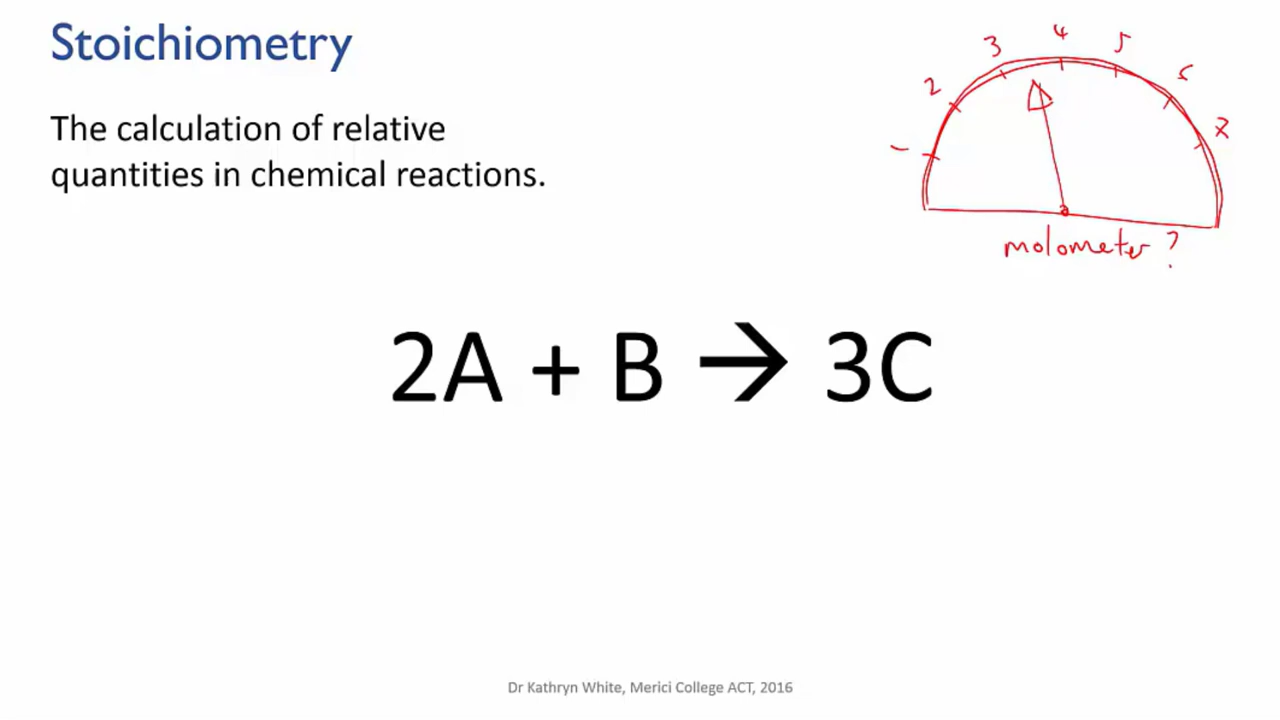 Stoichiometry
The calculation of relative
quantities in chemical reactions.
1 2 3 4 5 6 7
molometer ?
2A + B → 3C
Dr Kathryn White, Merici College ACT, 2016